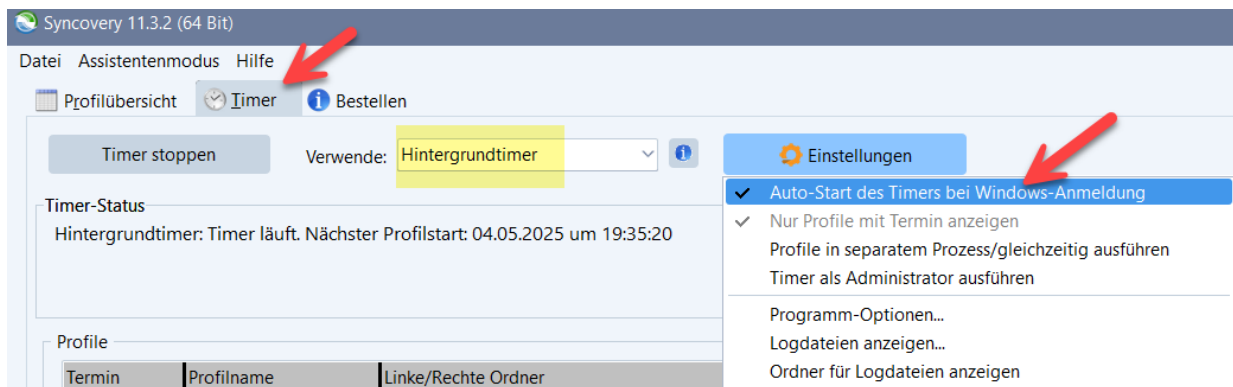 Syncovery 11.3.2 (64 Bit)
Datei Assistentenmodus Hilfe
Profilübersicht Timer Bestellen
Timer stoppen Verwende: Hintergrundtimer Einstellungen
Auto-Start des Timers bei Windows-Anmeldung
Timer-Status
Nur Profile mit Termin anzeigen
Hintergrundtimer: Timer läuft. Nächster Profilstart: 04.05.2025 um 19:35:20
Profile in separatem Prozess/gleichzeitig ausführen
Timer als Administrator ausführen
Programm-Optionen...
Profile
Logdateien anzeigen...
Termin Profilname Linke/Rechte Ordner
Ordner für Logdateien anzeigen